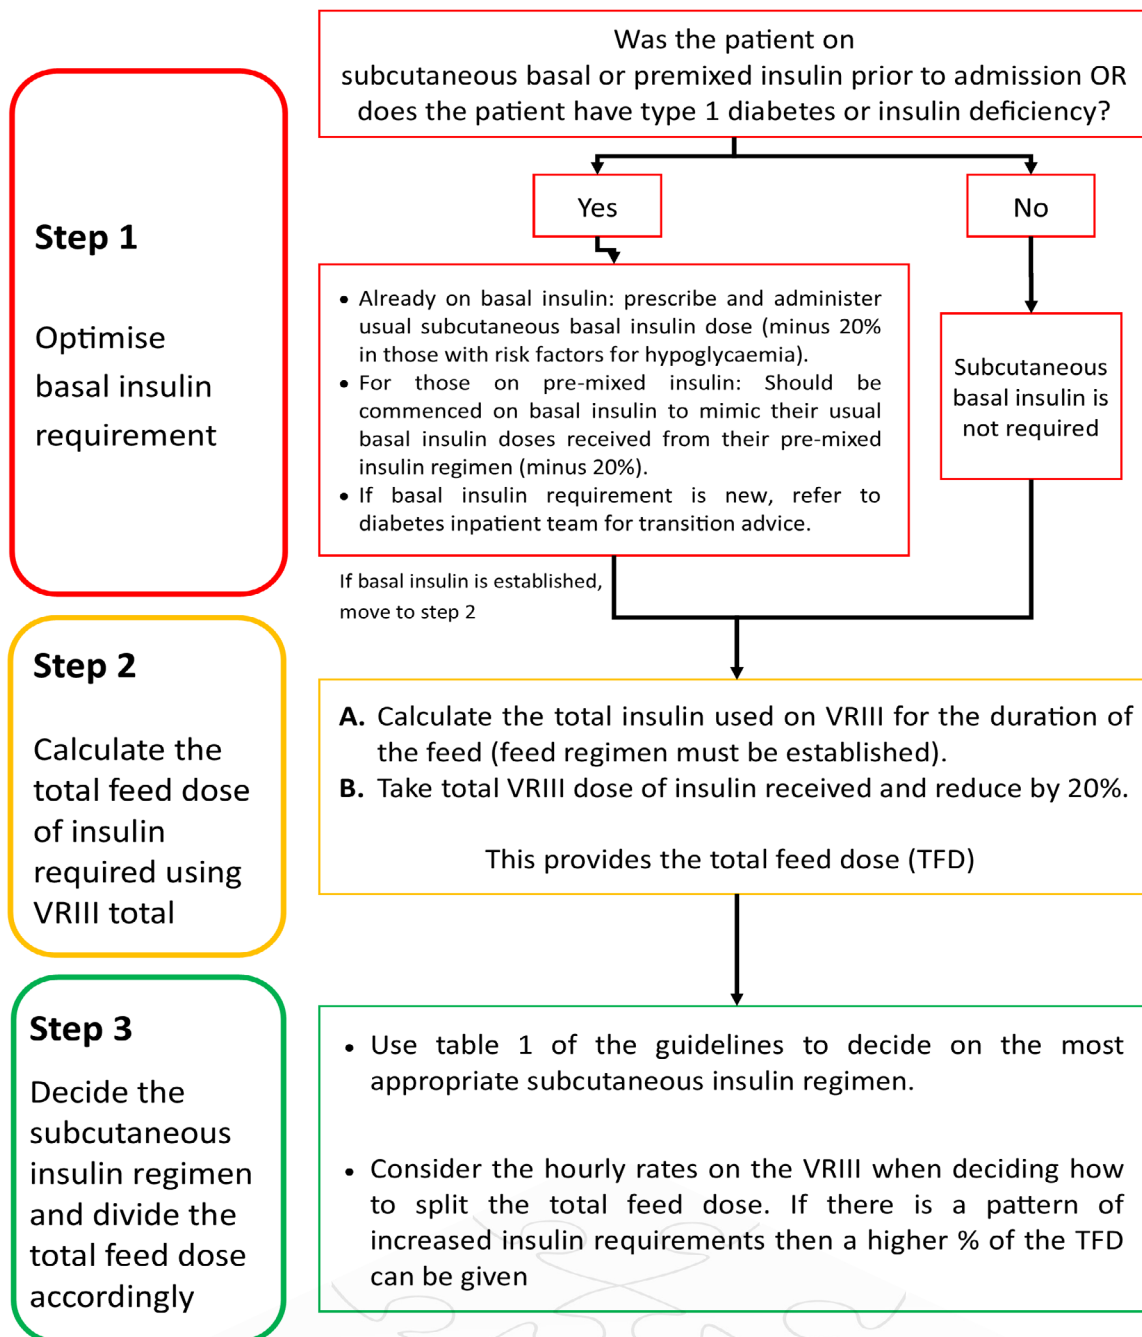 Was the patient on
subcutaneous basal or premixed insulin prior to admission OR
does the patient have type 1 diabetes or insulin deficiency?
Yes
No
Step 1
Optimise
basal insulin
requirement
• Already on basal insulin: prescribe and administer
usual subcutaneous basal insulin dose (minus 20%
in those with risk factors for hypoglycaemia).
• For those on pre-mixed insulin: Should be
commenced on basal insulin to mimic their usual
basal insulin doses received from their pre-mixed
insulin regimen (minus 20%).
• If basal insulin requirement is new, refer to
diabetes inpatient team for transition advice.
Subcutaneous
basal insulin is
not required
If basal insulin is established,
move to step 2
Step 2
Calculate the
total feed dose
of insulin
required using
VRIII total
A. Calculate the total insulin used on VRIII for the duration of
the feed (feed regimen must be established).
B. Take total VRIII dose of insulin received and reduce by 20%.
This provides the total feed dose (TFD)
Step 3
Decide the
subcutaneous
insulin regimen
and divide the
total feed dose
accordingly
• Use table 1 of the guidelines to decide on the most
appropriate subcutaneous insulin regimen.
• Consider the hourly rates on the VRIII when deciding how
to split the total feed dose. If there is a pattern of
increased insulin requirements then a higher % of the TFD
can be given